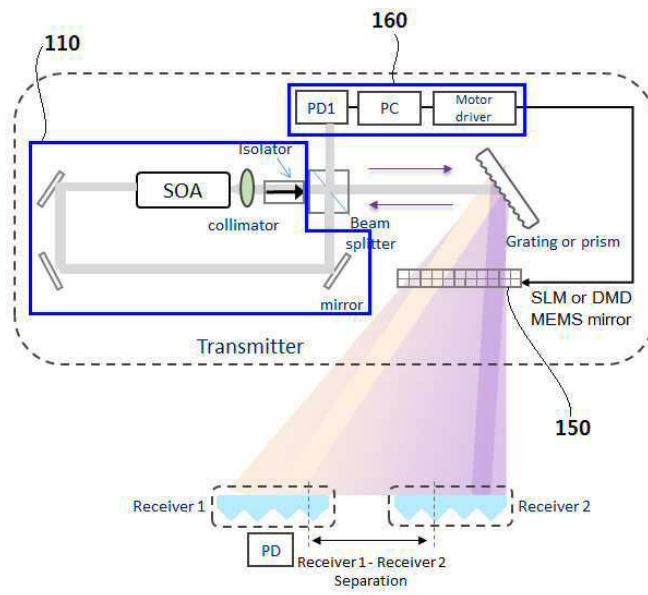 160
110
PD1
PC
Motor
driver
Isolator
SOA
collimator
Beam
splitter
Grating or prism
mirror
SLM or DMD
MEMS mirror
Transmitter
150
Receiver 1
Receiver 2
PD
Receiver 1 - Receiver 2
Separation